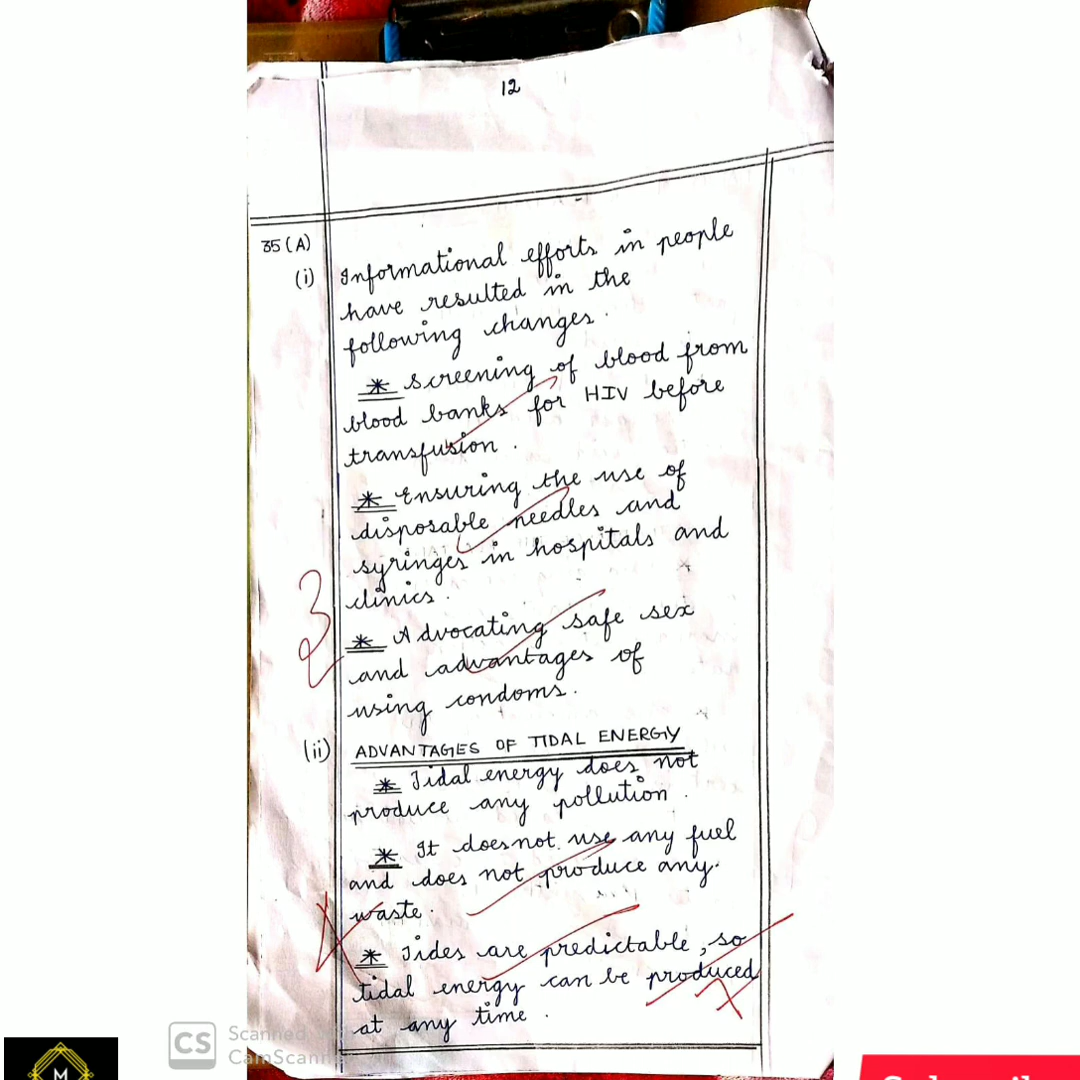 12
35 (A)
(i) Informational efforts in people
have resulted in the
following changes.
* Screening of blood from
blood banks for HIV before
transfusion.
* Ensuring the use of
disposable needles and
syringes in hospitals and
clinics.
3
* Advocating safe sex
and advantages of
using condoms.
(ii) ADVANTAGES OF TIDAL ENERGY
* Tidal energy does not
produce any pollution.
* It does not use any fuel
and does not produce any
waste.
4
* Tides are predictable, so
tidal energy can be produced
7
at any time.
CS Scanned
CamScann
M